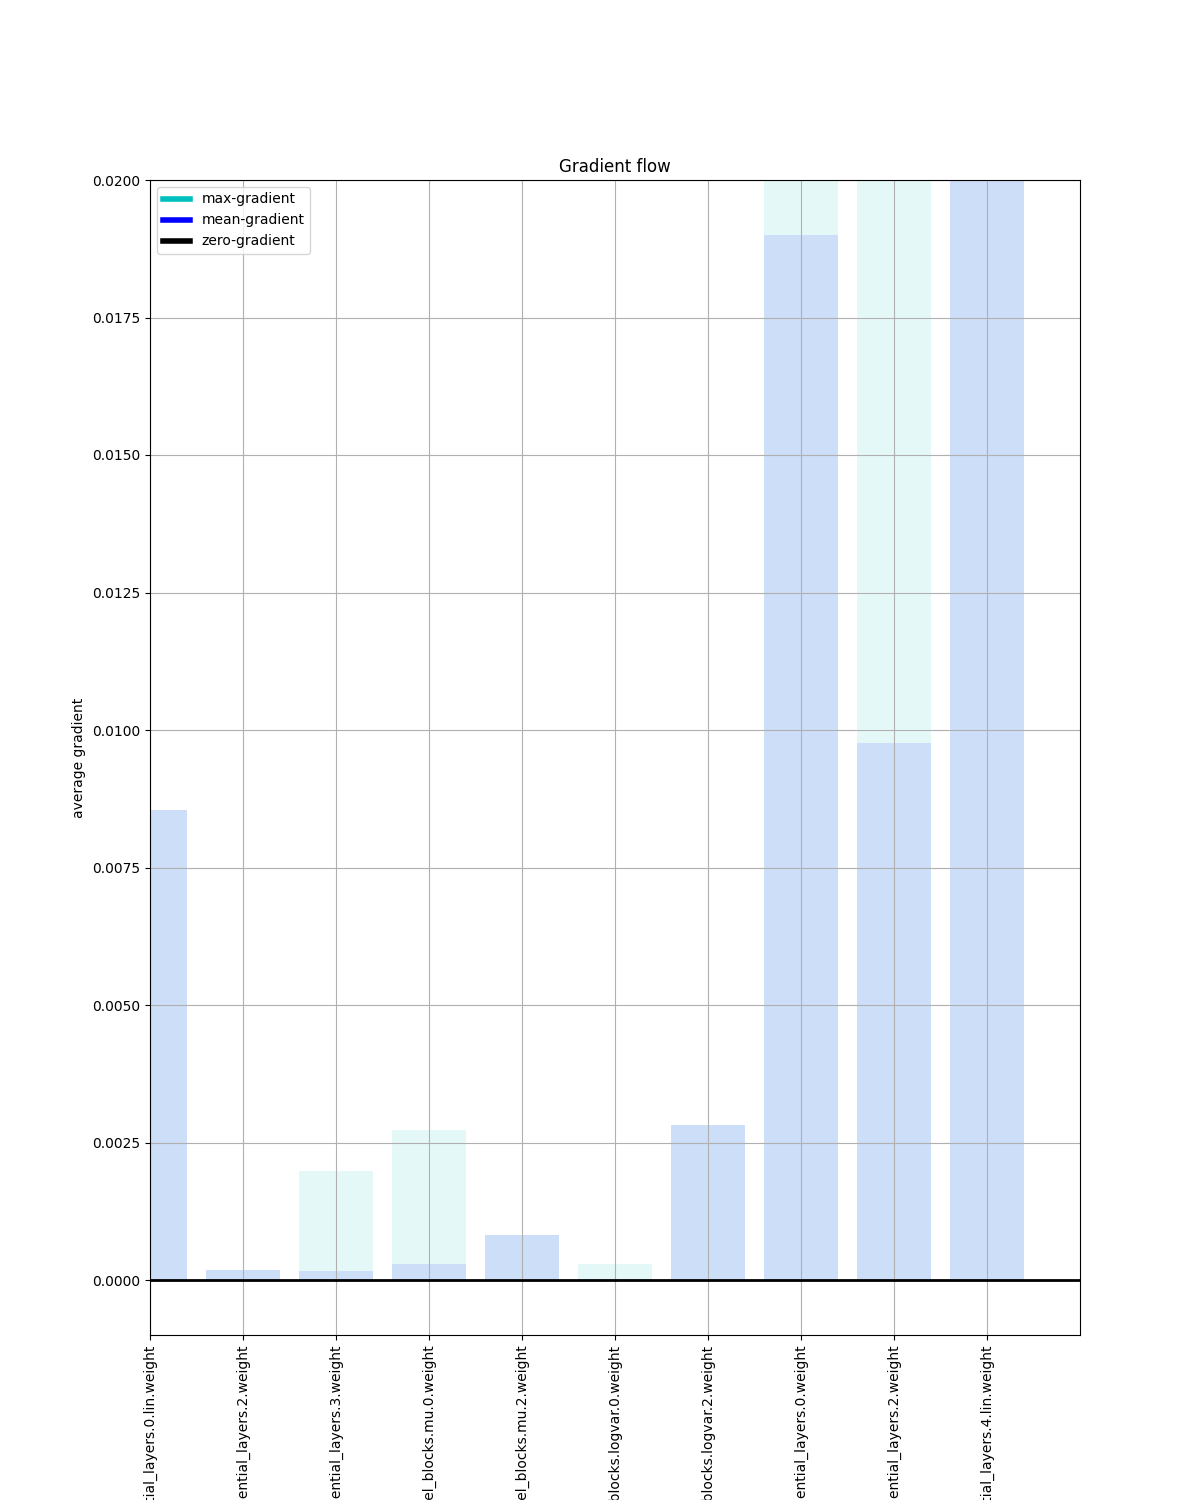 Gradient flow
max-gradient
mean-gradient
zero-gradient
0.0200
0.0175
0.0150
0.0125
0.0100
0.0075
0.0050
0.0025
0.0000
average gradient
tial_layers.0.lin.weight
ential_layers.2.weight
ential_layers.3.weight
el_blocks.mu.0.weight
el_blocks.mu.2.weight
blocks.logvar.0.weight
blocks.logvar.2.weight
ential_layers.0.weight
ential_layers.2.weight
tial_layers.4.lin.weight